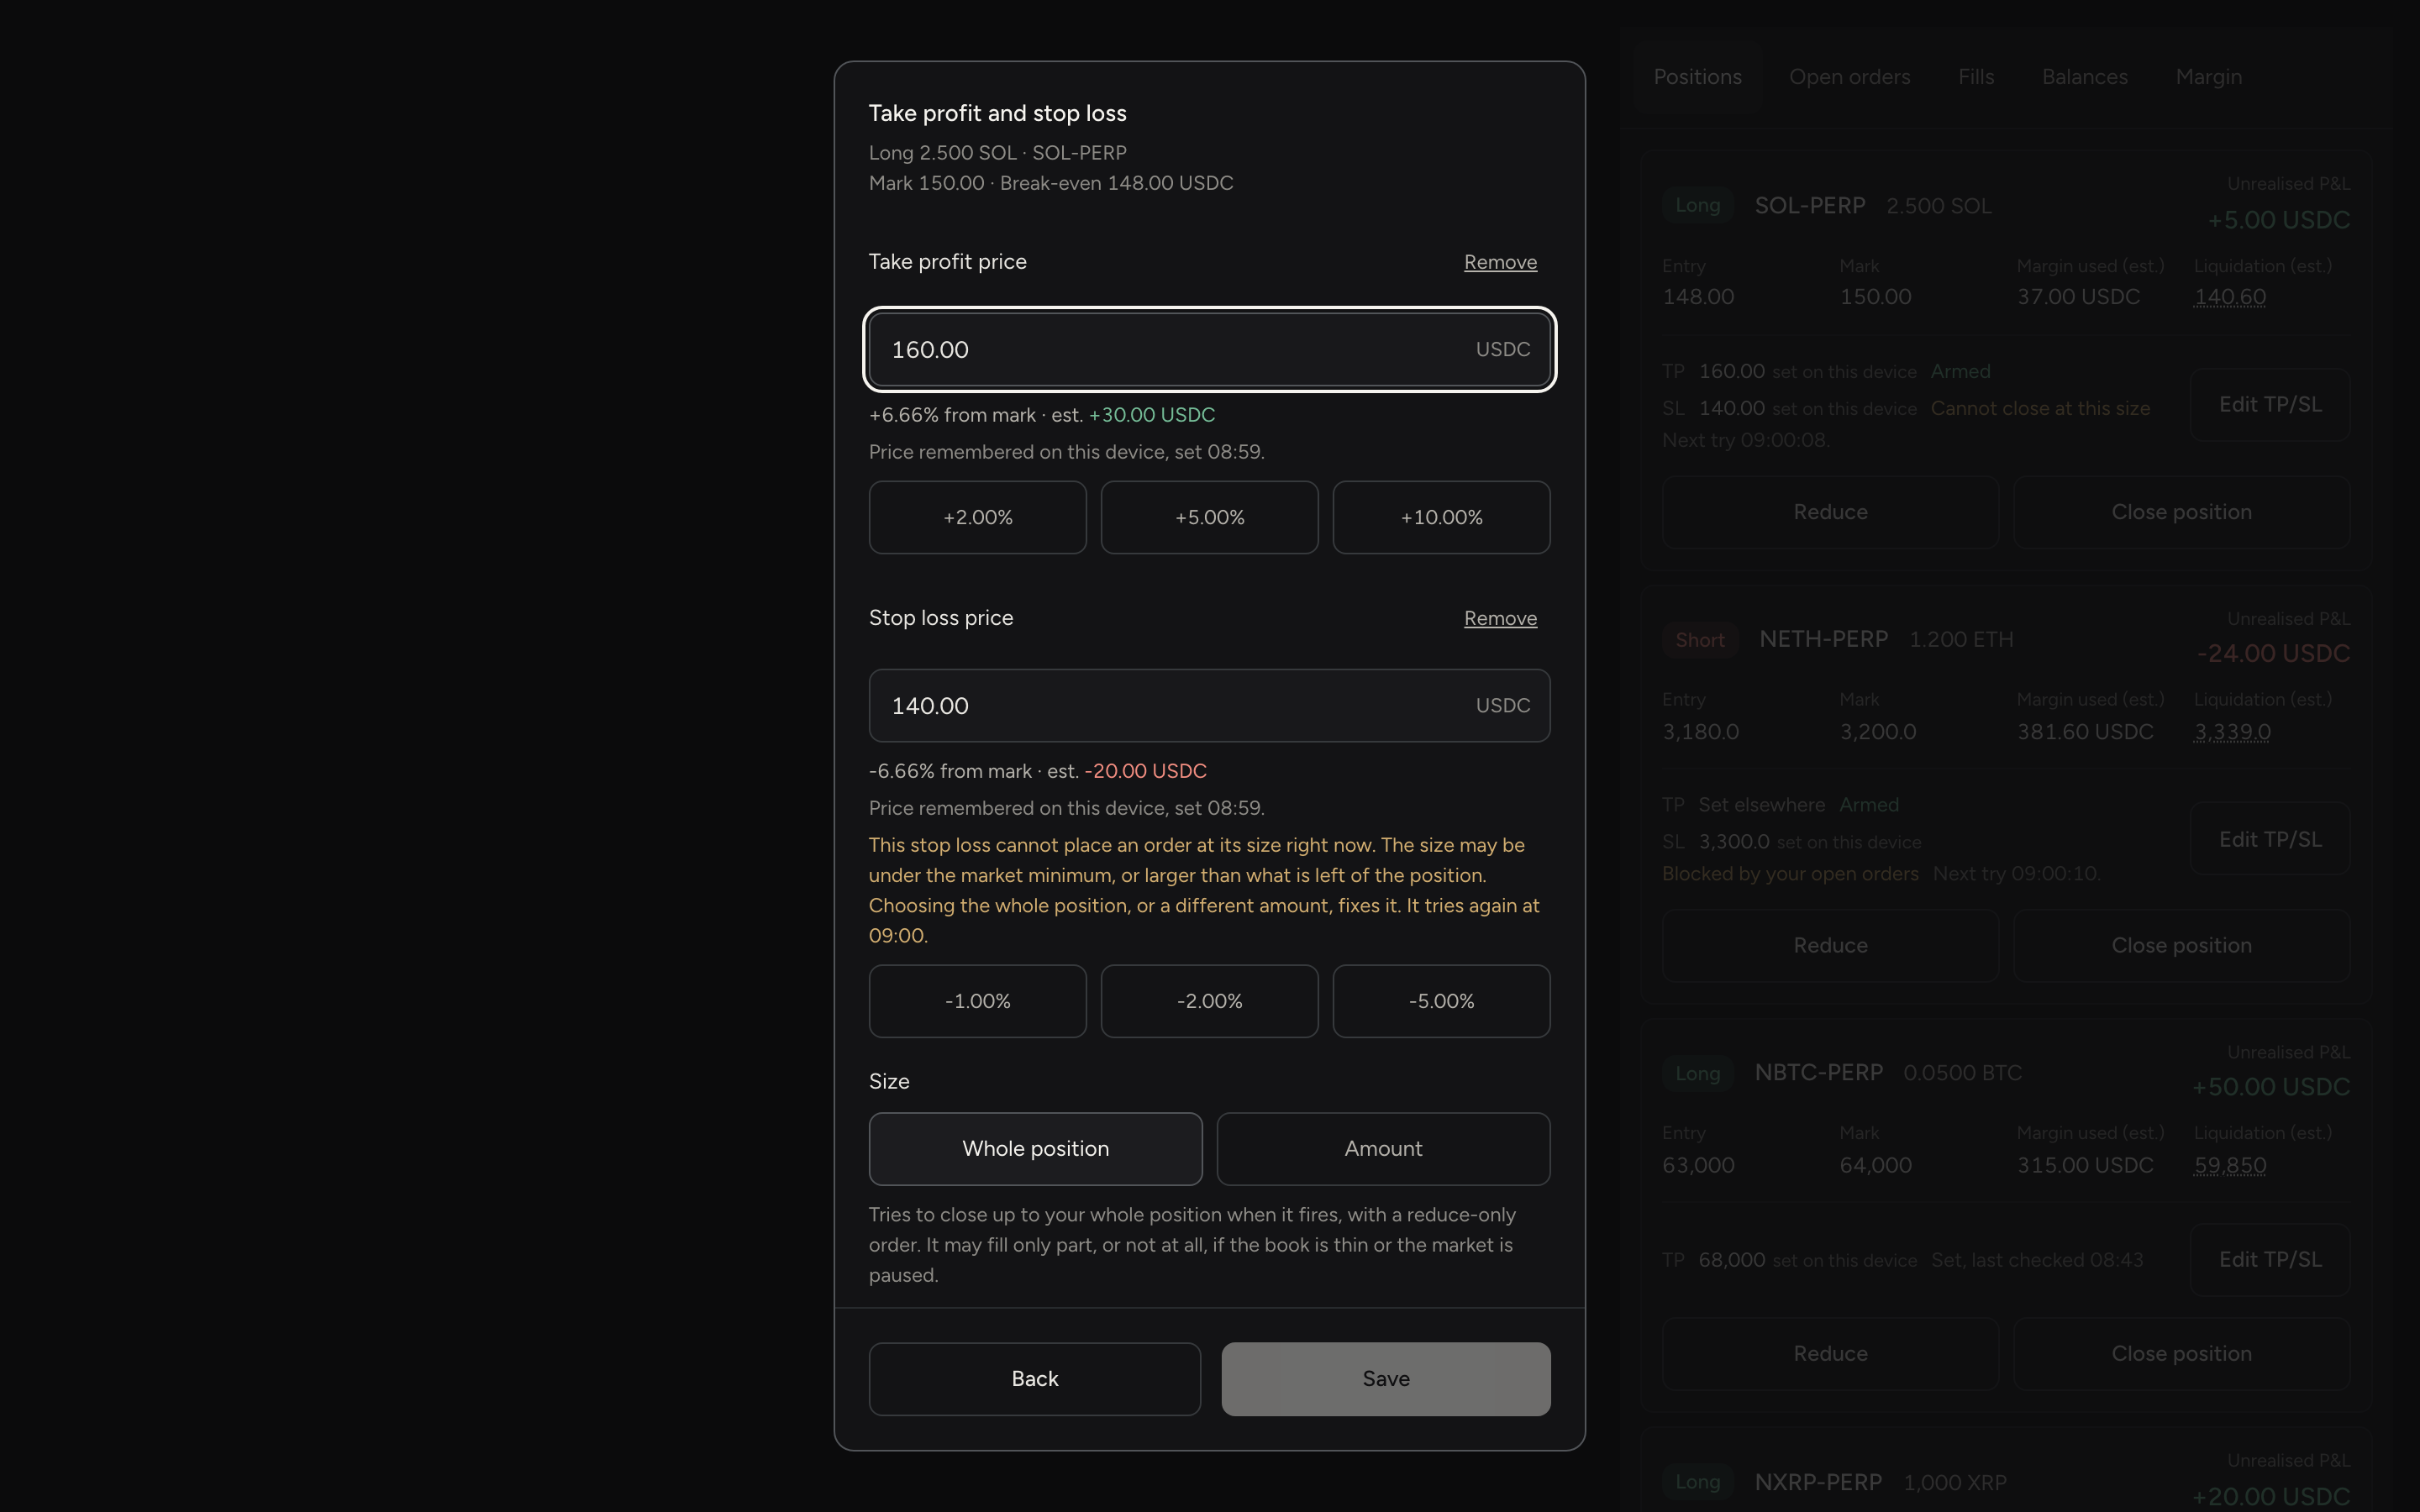 Take profit and stop loss
Long 2.500 SOL · SOL-PERP
Mark 150.00 · Break-even 148.00 USDC
Take profit price
Remove
160.00
USDC
+6.66% from mark · est. +30.00 USDC
Price remembered on this device, set 08:59.
+2.00%
+5.00%
+10.00%
Stop loss price
Remove
140.00
USDC
-6.66% from mark · est. -20.00 USDC
Price remembered on this device, set 08:59.
This stop loss cannot place an order at its size right now. The size may be
under the market minimum, or larger than what is left of the position.
Choosing the whole position, or a different amount, fixes it. It tries again at
09:00.
-1.00%
-2.00%
-5.00%
Size
Whole position
Amount
Tries to close up to your whole position when it fires, with a reduce-only
order. It may fill only part, or not at all, if the book is thin or the market is
paused.
Back
Save
Positions
Open orders
Fills
Balances
Margin
Long SOL-PERP 2.500 SOL
Unrealised P&L
+5.00 USDC
Entry
Mark
Margin used (est.)
Liquidation (est.)
148.00
150.00
37.00 USDC
140.60
TP 160.00 set on this device Armed
SL 140.00 set on this device Cannot close at this size
Next try 09:00:08.
Edit TP/SL
Reduce
Close position
Short NETH-PERP 1.200 ETH
Unrealised P&L
-24.00 USDC
Entry
Mark
Margin used (est.)
Liquidation (est.)
3,180.0
3,200.0
381.60 USDC
3,339.0
TP Set elsewhere Armed
SL 3,300.0 set on this device
Blocked by your open orders Next try 09:00:10.
Edit TP/SL
Reduce
Close position
Long NBTC-PERP 0.0500 BTC
Unrealised P&L
+50.00 USDC
Entry
Mark
Margin used (est.)
Liquidation (est.)
63,000
64,000
315.00 USDC
59,850
TP 68,000 set on this device Set, last checked 08:43
Edit TP/SL
Reduce
Close position
Long NXRP-PERP 1,000 XRP
Unrealised P&L
+20.00 USDC